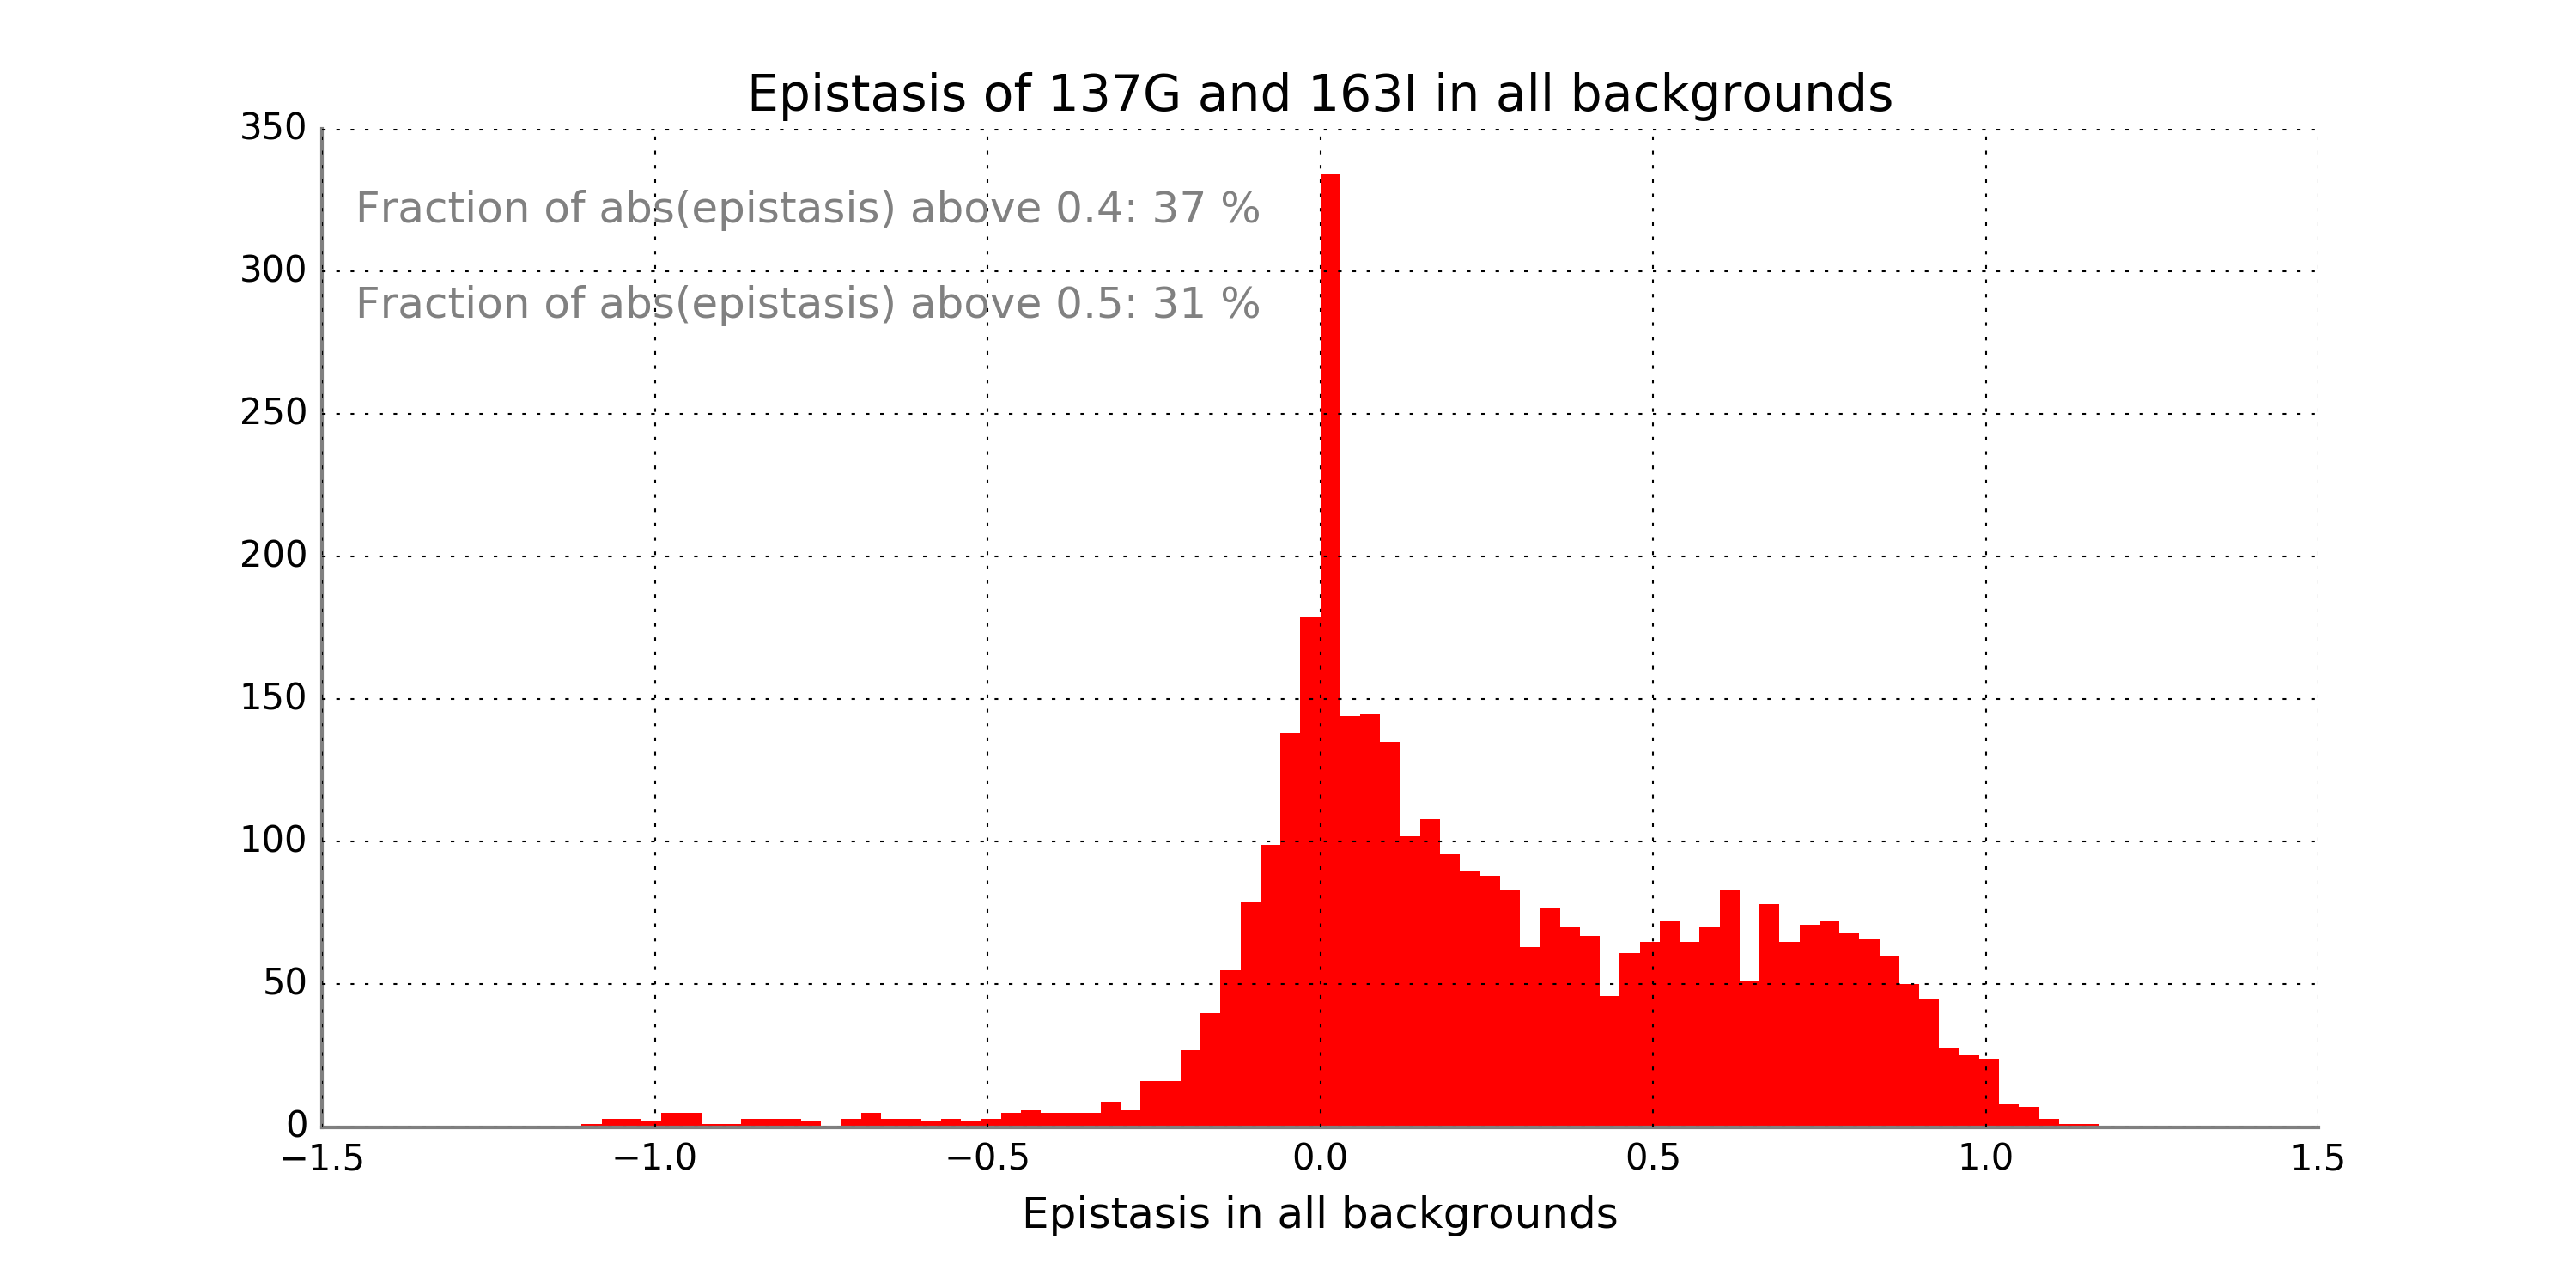 Epistasis of 137G and 163I in all backgrounds
350
Fraction of abs(epistasis) above 0.4: 37 %
300
Fraction of abs(epistasis) above 0.5: 31 %
250
200
150
100
50
0
−1.5 −1.0 −0.5 0.0 0.5 1.0 1.5
Epistasis in all backgrounds